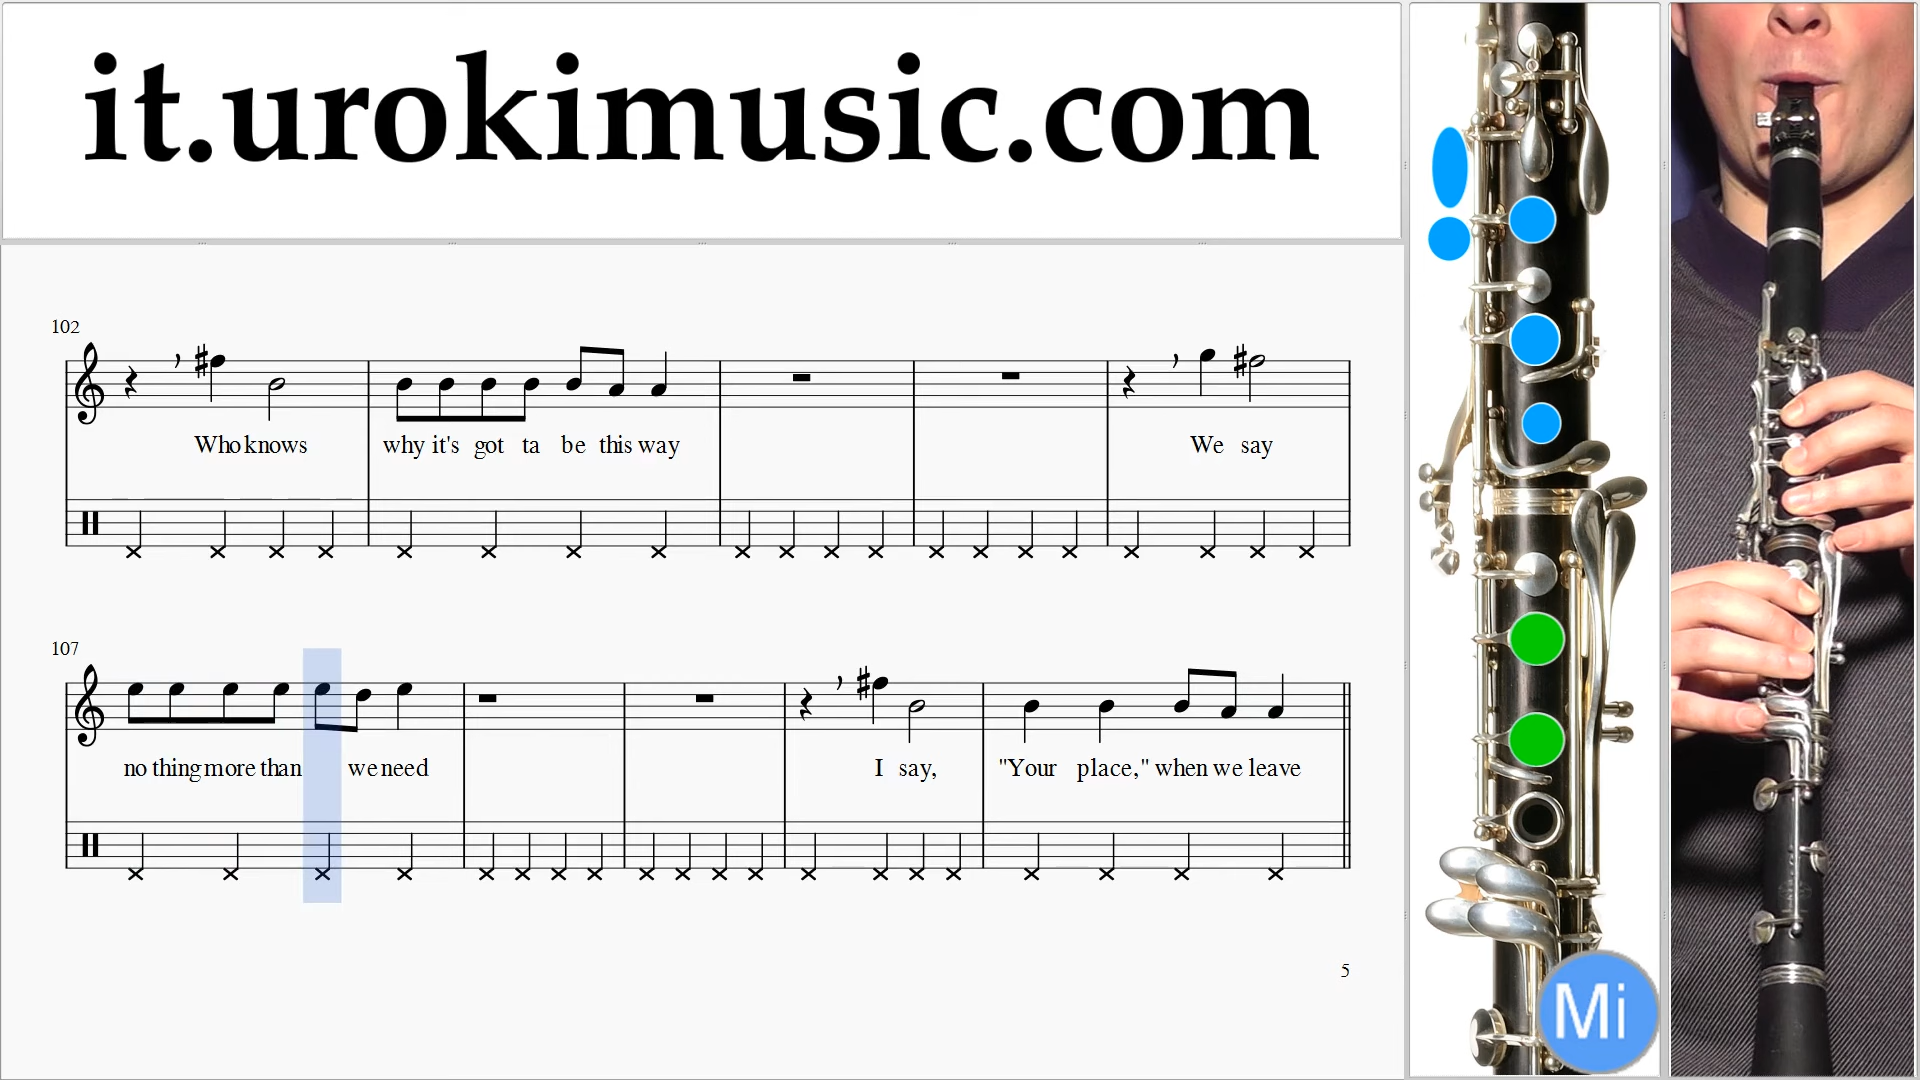 it.urokimusic.com
102
Who knows why it's got ta be this way We say
107
no thing more than we need I say, "Your place," when we leave
5
Mi